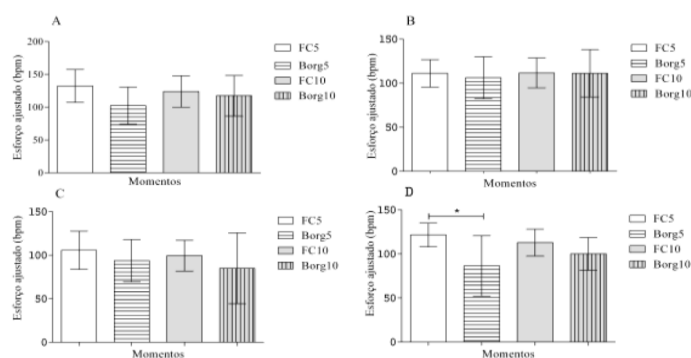 A
Esforço ajustado (bpm)
200
150
100
50
0
Momentos
FC5
Borg5
FC10
Borg10
B
Esforço ajustado (bpm)
150
100
50
0
Momentos
FC5
Borg5
FC10
Borg10
C
Esforço ajustado (bpm)
150
100
50
0
Momentos
FC5
Borg5
FC10
Borg10
D
Esforço ajustado (bpm)
150
100
50
0
*
Momentos
FC5
Borg5
FC10
Borg10